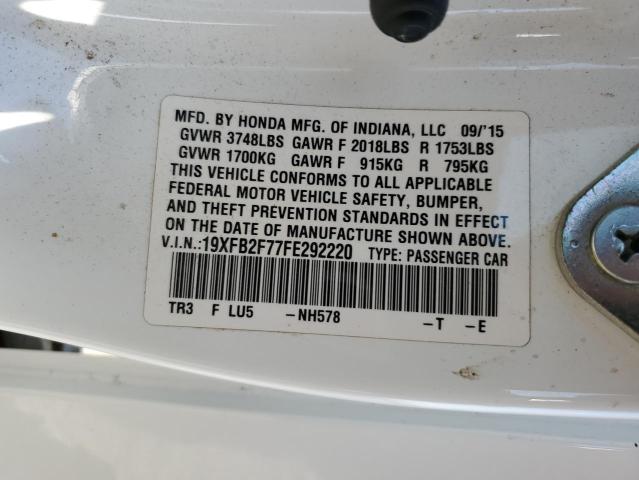 MFD. BY HONDA MFG. OF INDIANA, LLC 09/'15
GVWR 3748LBS GAWR F 2018LBS R 1753LBS
GVWR 1700KG GAWR F 915KG R 795KG
THIS VEHICLE CONFORMS TO ALL APPLICABLE
FEDERAL MOTOR VEHICLE SAFETY, BUMPER,
AND THEFT PREVENTION STANDARDS IN EFFECT
ON THE DATE OF MANUFACTURE SHOWN ABOVE.
V.I.N.:19XFB2F77FE292220 TYPE: PASSENGER CAR
TR3 F LU5 –NH578 –T –E